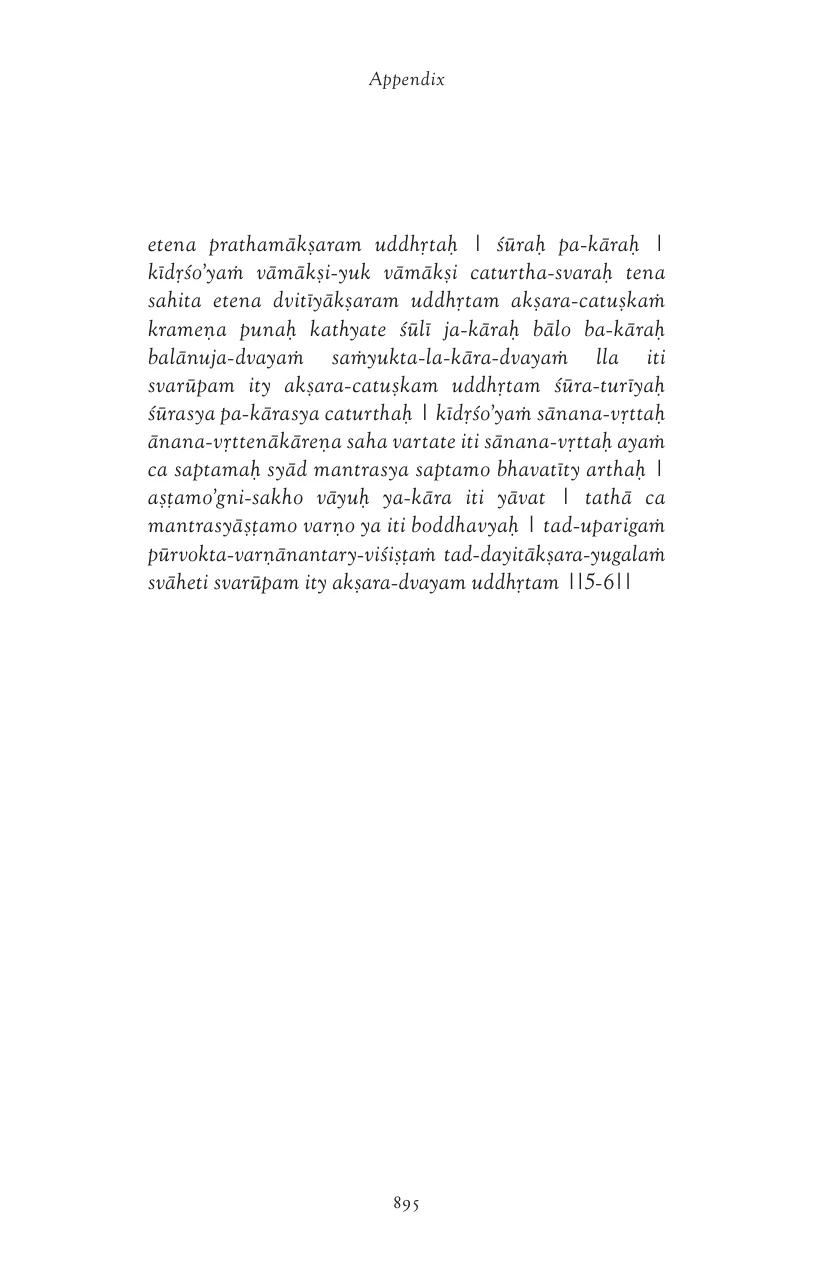 Appendix
etena prathamākṣaram uddhṛtaḥ | śūraḥ pa-kāraḥ |
kīdṛśo’yaṁ vāmākṣi-yuk vāmākṣi caturtha-svaraḥ tena
sahita etena dvitīyākṣaram uddhṛtam akṣara-catuṣkaṁ
krameṇa punaḥ kathyate śūlī ja-kāraḥ bālo ba-kāraḥ
balānuja-dvayaṁ saṁyukta-la-kāra-dvayaṁ lla iti
svarūpam ity akṣara-catuṣkam uddhṛtam śūra-turīyaḥ
śūrasya pa-kārasya caturthaḥ | kīdṛśo’yaṁ sānana-vṛttaḥ
ānana-vṛttenākāreṇa saha vartate iti sānana-vṛttaḥ ayaṁ
ca saptamaḥ syād mantrasya saptamo bhavatīty arthaḥ |
aṣṭamo’gni-sakho vāyuḥ ya-kāra iti yāvat | tathā ca
mantrasyāṣṭamo varṇo ya iti boddhavyaḥ | tad-uparigaṁ
pūrvokta-varṇānantary-viśiṣṭaṁ tad-dayitākṣara-yugalaṁ
svāheti svarūpam ity akṣara-dvayam uddhṛtam ||5-6||
895